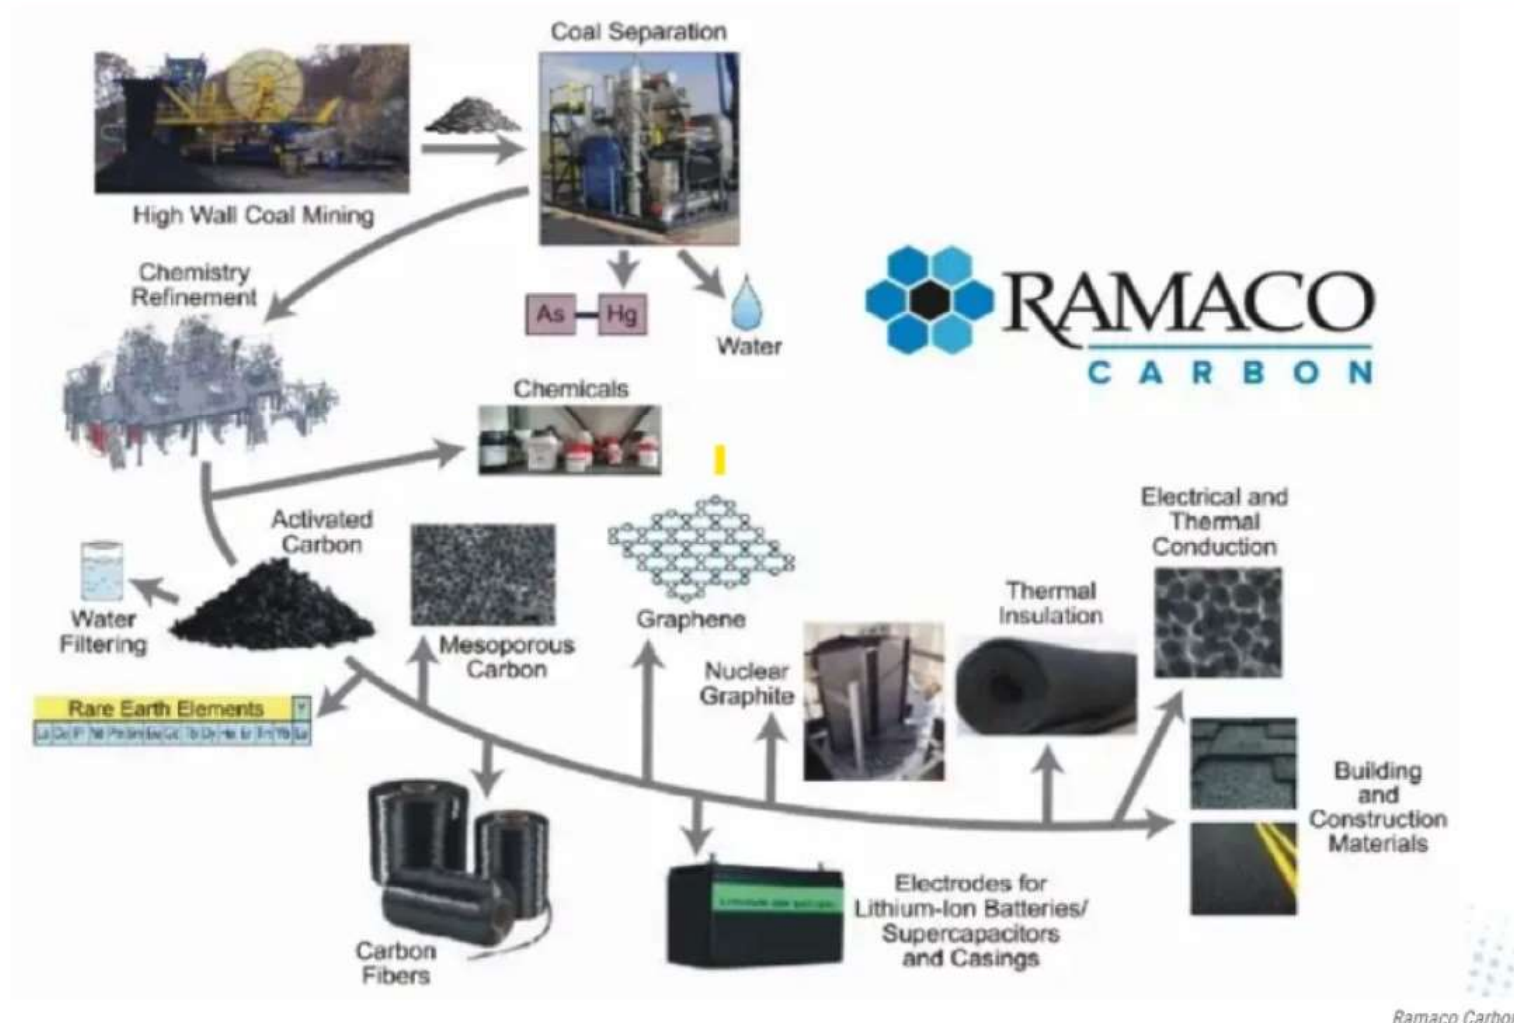 Coal Separation
High Wall Coal Mining
Chemistry
Refinement
As
Hg
Water
RAMACO
CARBON
Chemicals
Activated
Carbon
Water
Filtering
Mesoporous
Carbon
Graphene
Nuclear
Graphite
Thermal
Insulation
Electrical and
Thermal
Conduction
Rare Earth Elements
Y
Building
and
Construction
Materials
Carbon
Fibers
Electrodes for
Lithium-Ion Batteries/
Supercapacitors
and Casings
Ramaco Carbon